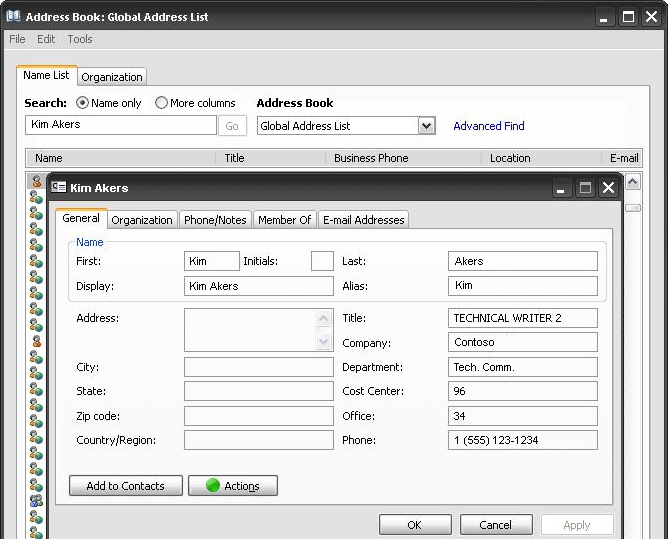 Address Book: Global Address List
File Edit Tools
Name List Organization
Search: Name only More columns Address Book
Kim Akers Go Global Address List Advanced Find
Name Title Business Phone Location E-mail
Kim Akers
General Organization Phone/Notes Member Of E-mail Addresses
Name
First: Kim Initials: Last: Akers
Display: Kim Akers Alias: Kim
Address: Title: TECHNICAL WRITER 2
Company: Contoso
City: Department: Tech. Comm.
State: Cost Center: 96
Zip code: Office: 34
Country/Region: Phone: 1 (555) 123-1234
Add to Contacts Actions
OK Cancel Apply